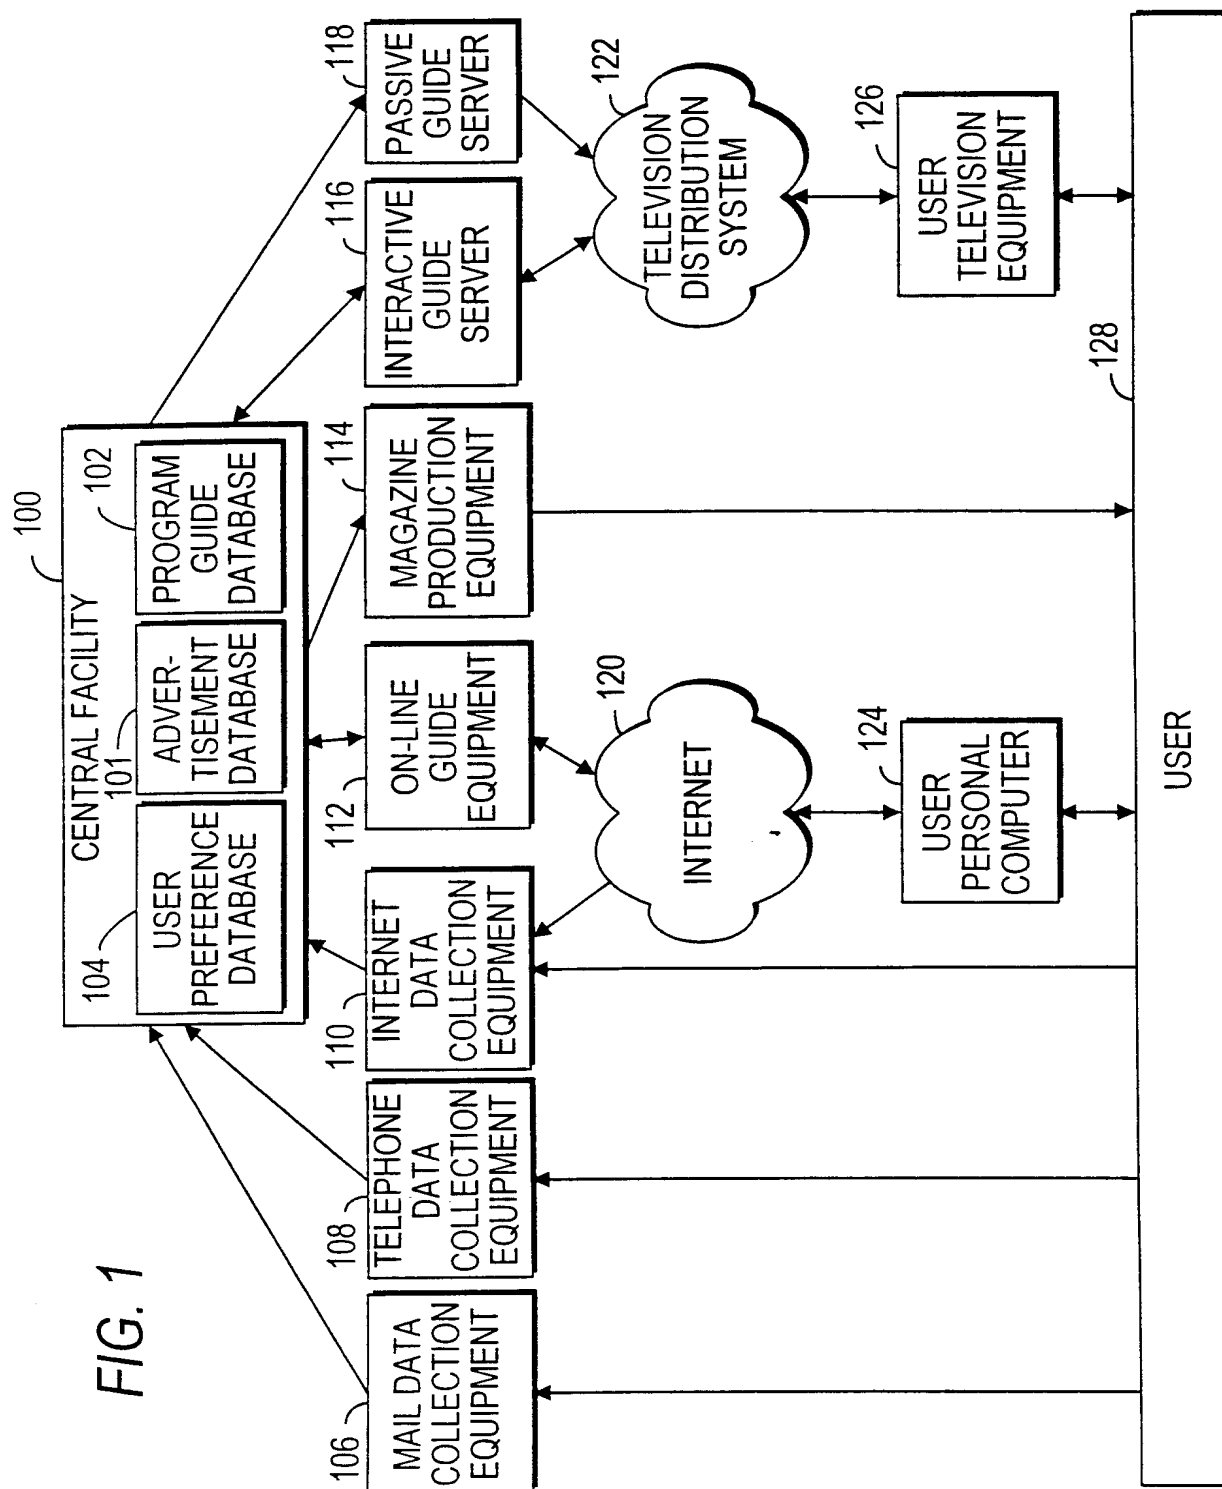 FIG. 1
100
CENTRAL FACILITY
104
USER
PREFERENCE
DATABASE
101
ADVER-
TISEMENT
DATABASE
102
PROGRAM
GUIDE
DATABASE
106
MAIL DATA
COLLECTION
EQUIPMENT
108
TELEPHONE
DATA
COLLECTION
EQUIPMENT
110
INTERNET
DATA
COLLECTION
EQUIPMENT
112
ON-LINE
GUIDE
EQUIPMENT
114
MAGAZINE
PRODUCTION
EQUIPMENT
116
INTERACTIVE
GUIDE
SERVER
118
PASSIVE
GUIDE
SERVER
120
INTERNET
122
TELEVISION
DISTRIBUTION
SYSTEM
124
USER
PERSONAL
COMPUTER
126
USER
TELEVISION
EQUIPMENT
128
USER